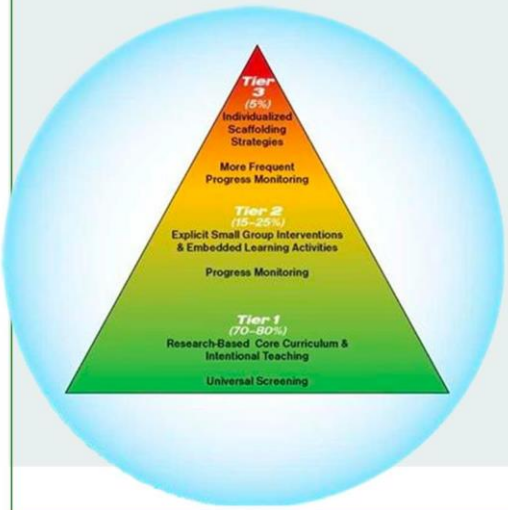 Tier
3
(5%)
Individualized
Scaffolding
Strategies
More Frequent
Progress Monitoring
Tier 2
(15–25%)
Explicit Small Group Interventions
& Embedded Learning Activities
Progress Monitoring
Tier 1
(70–80%)
Research-Based Core Curriculum &
Intentional Teaching
Universal Screening